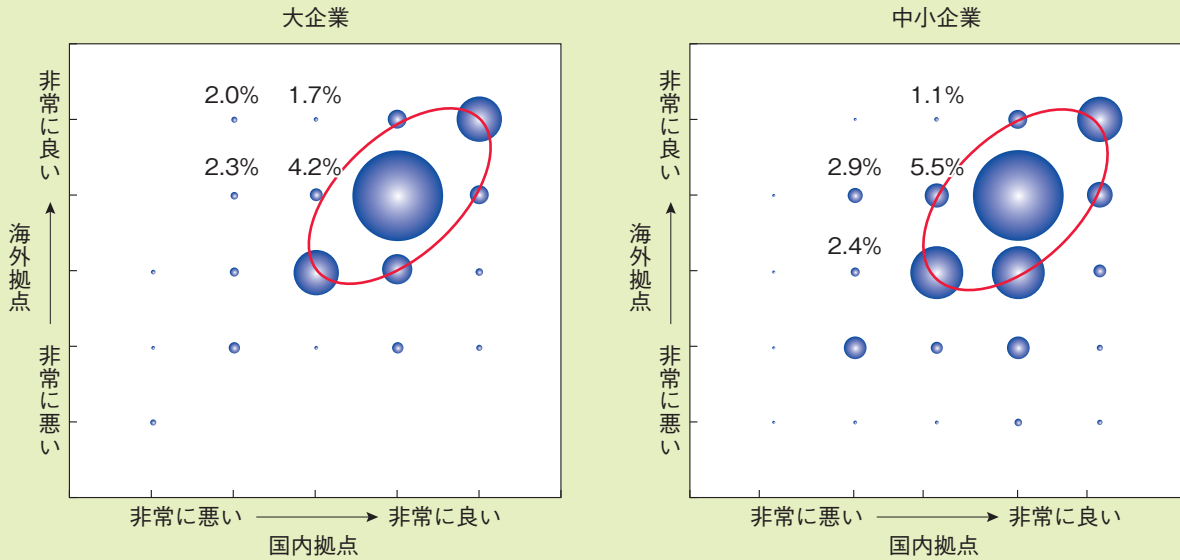 大企業
非常に良い
海外拠点
非常に悪い
2.0%
1.7%
2.3%
4.2%
非常に悪い
非常に良い
国内拠点
中小企業
非常に良い
海外拠点
非常に悪い
1.1%
2.9%
5.5%
2.4%
非常に悪い
非常に良い
国内拠点